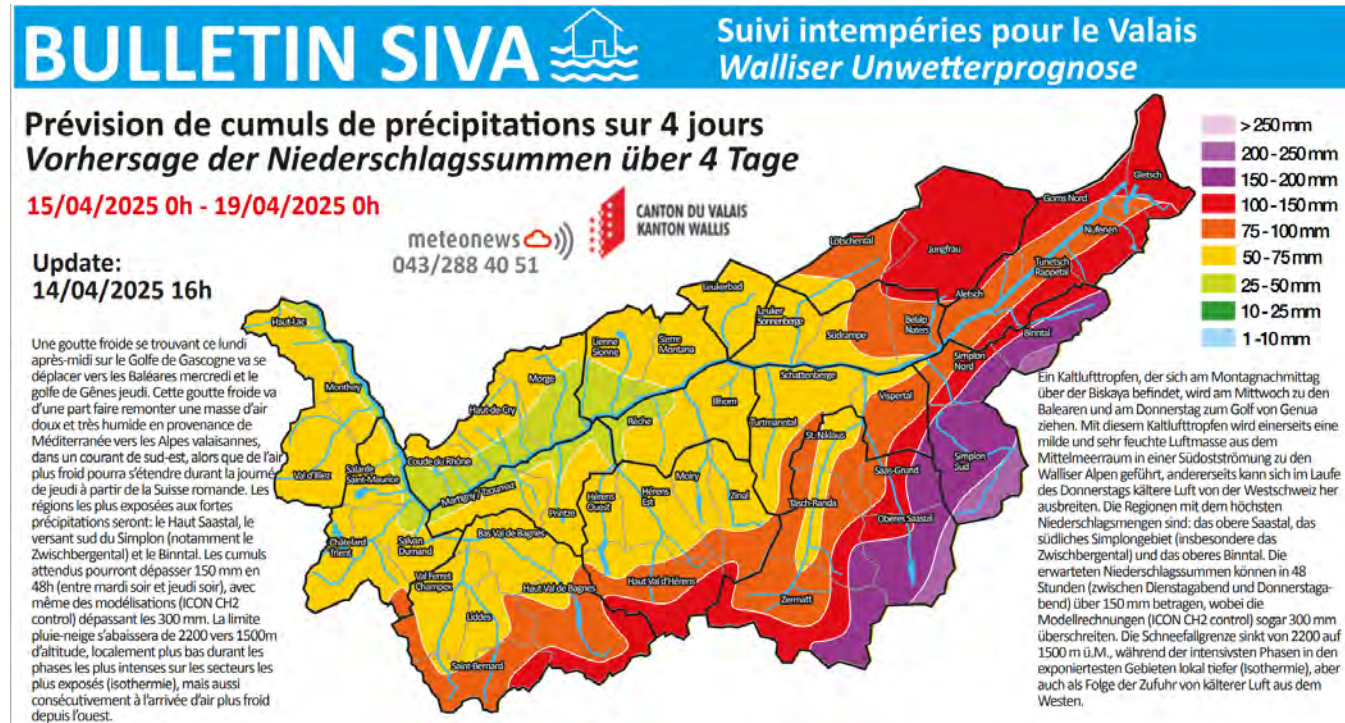 BULLETIN SIVA
Suivi intempéries pour le Valais
Walliser Unwetterprognose
Prévision de cumuls de précipitations sur 4 jours
Vorhersage der Niederschlagssummen über 4 Tage
15/04/2025 0h - 19/04/2025 0h
meteonews
043/288 40 51
CANTON DU VALAIS
KANTON WALLIS
Update:
14/04/2025 16h
> 250 mm
200 - 250 mm
150 - 200 mm
100 - 150 mm
75 - 100 mm
50 - 75 mm
25 - 50 mm
10 - 25 mm
1 -10 mm
Une goutte froide se trouvant ce lundi
après-midi sur le Golfe de Gascogne va se
déplacer vers les Baléares mercredi et le
golfe de Gênes jeudi. Cette goutte froide va
d'une part faire remonter une masse d'air
doux et très humide en provenance de
Méditerranée vers les Alpes valaisannes,
dans un courant de sud-est, alors que de l'air
plus froid pourra s'étendre durant la journée
de jeudi à partir de la Suisse romande. Les
régions les plus exposées aux fortes
précipitations seront: le Haut Saastal, le
versant sud du Simplon (notamment le
Zwischbergental) et le Binntal. Les cumuls
attendus pourront dépasser 150 mm en
48h (entre mardi soir et jeudi soir), avec
même des modélisations (ICON CH2
control) dépassant les 300 mm. La limite
pluie-neige s'abaissera de 2200 vers 1500m
d'altitude, localement plus bas durant les
phases les plus intenses sur les secteurs les
plus exposés (isothermie), mais aussi
consécutivement à l'arrivée d'air plus froid
depuis l'ouest.
Gletsch
Goms Nord
Nufenen
Lötschental
Jungfrau
Turtetsch
Rappetal
Aletsch
Leukerbad
Leuker
Sonnenberge
Belalp
Naters
Binntal
Haut-Lac
Südrampe
Lienne
Sionne
Sierre
Montana
Simplon
Nord
Schattenberge
Monthey
Morge
Vispertal
Illhorn
Haut-de-Cry
Turtmanntal
Rèche
St. Niklaus
Simplon
Süd
Coude du Rhône
Val d'Illiez
Salanfe
Saint-Maurice
Saas-Grund
Moiry
Martigny / Tsoumaz
Hérens
Ouest
Hérens
Est
Zinal
Täsch-Randa
Printze
Oberes Saastal
Bas Val de Bagnes
Châtelard
Trient
Salvan
Durnand
Val Ferret
Champex
Haut Val de Bagnes
Haut Val d'Hérens
Zermatt
Liddes
Saint-Bernard
Ein Kaltlufttropfen, der sich am Montagnachmittag
über der Biskaya befindet, wird am Mittwoch zu den
Balearen und am Donnerstag zum Golf von Genua
ziehen. Mit diesem Kaltlufttropfen wird einerseits eine
milde und sehr feuchte Luftmasse aus dem
Mittelmeerraum in einer Südostströmung zu den
Walliser Alpen geführt, andererseits kann sich im Laufe
des Donnerstags kältere Luft von der Westschweiz her
ausbreiten. Die Regionen mit dem höchsten
Niederschlagsmengen sind: das obere Saastal, das
südliches Simplongebiet (insbesondere das
Zwischbergental) und das oberes Binntal. Die
erwarteten Niederschlagssummen können in 48
Stunden (zwischen Dienstagabend und Donnerstaga-
bend) über 150 mm betragen, wobei die
Modellrechnungen (ICON CH2 control) sogar 300 mm
überschreiten. Die Schneefallgrenze sinkt von 2200 auf
1500 m ü.M., während der intensivsten Phasen in den
exponiertesten Gebieten lokal tiefer (Isothermie), aber
auch als Folge der Zufuhr von kälterer Luft aus dem
Westen.